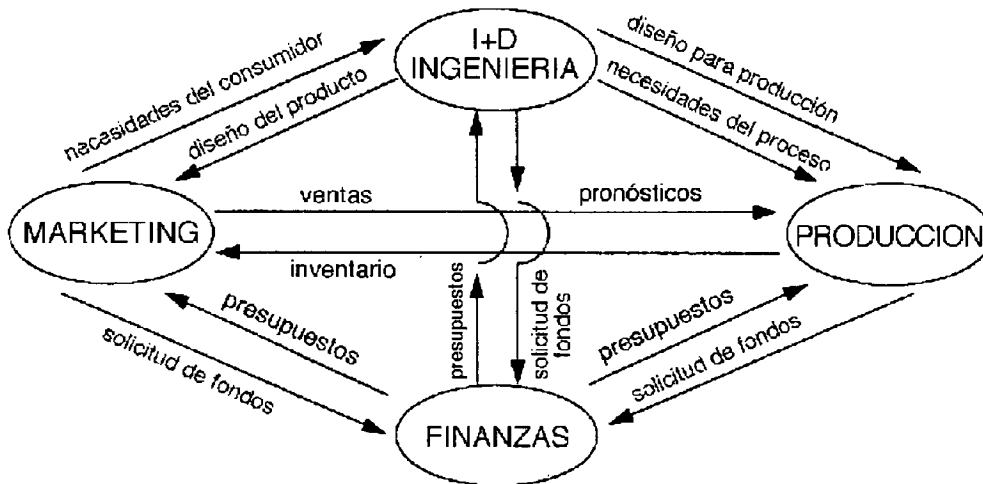 I+D
INGENIERIA
necesidades del consumidor
diseño del producto
diseño para producción
necesidades del proceso
MARKETING
ventas
pronósticos
PRODUCCION
inventario
presupuestos
solicitud de fondos
presupuestos
solicitud de
fondos
presupuestos
solicitud de fondos
FINANZAS